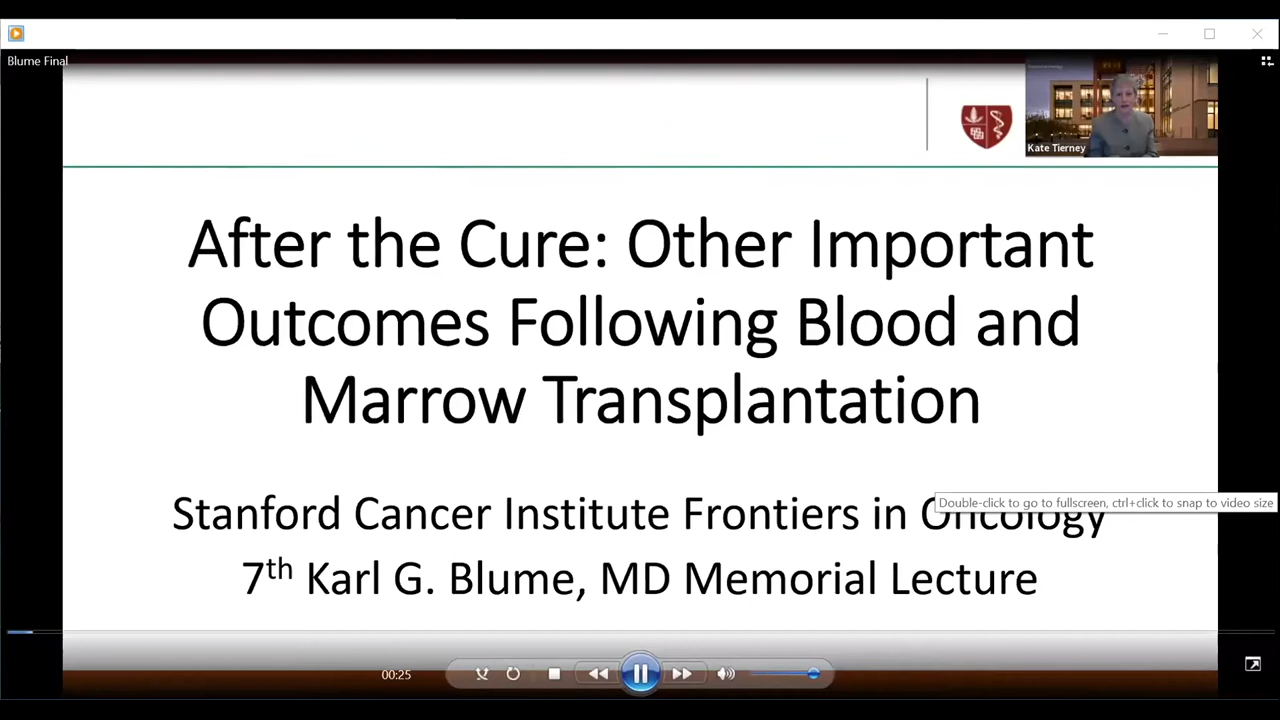 Blume Final
Kate Tierney
After the Cure: Other Important
Outcomes Following Blood and
Marrow Transplantation
Stanford Cancer Institute Frontiers in Oncology
Double-click to go to fullscreen, ctrl+click to snap to video size
7th Karl G. Blume, MD Memorial Lecture
00:25